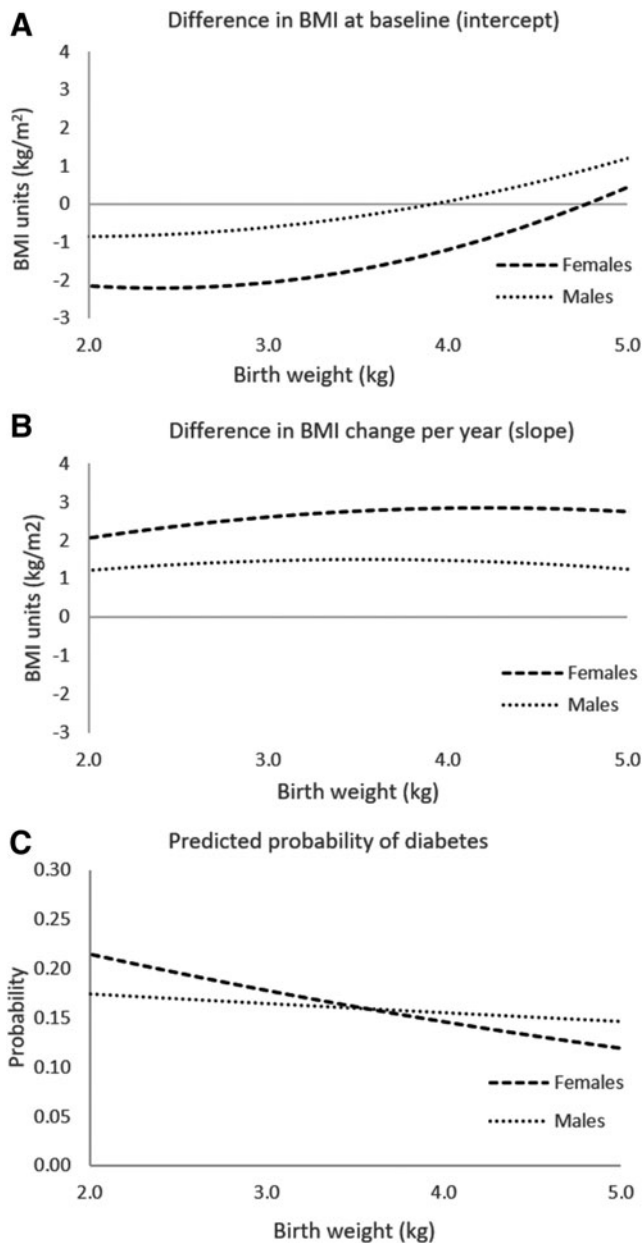 A
Difference in BMI at baseline (intercept)
4
3
2
1
0
-1
-2
-3
BMI units (kg/m²)
Females
Males
2.0 3.0 4.0 5.0
Birth weight (kg)
B
Difference in BMI change per year (slope)
4
3
2
1
0
-1
-2
-3
BMI units (kg/m2)
Females
Males
2.0 3.0 4.0 5.0
Birth weight (kg)
C
Predicted probability of diabetes
0.30
0.25
0.20
0.15
0.10
0.05
0.00
Probability
Females
Males
2.0 3.0 4.0 5.0
Birth weight (kg)